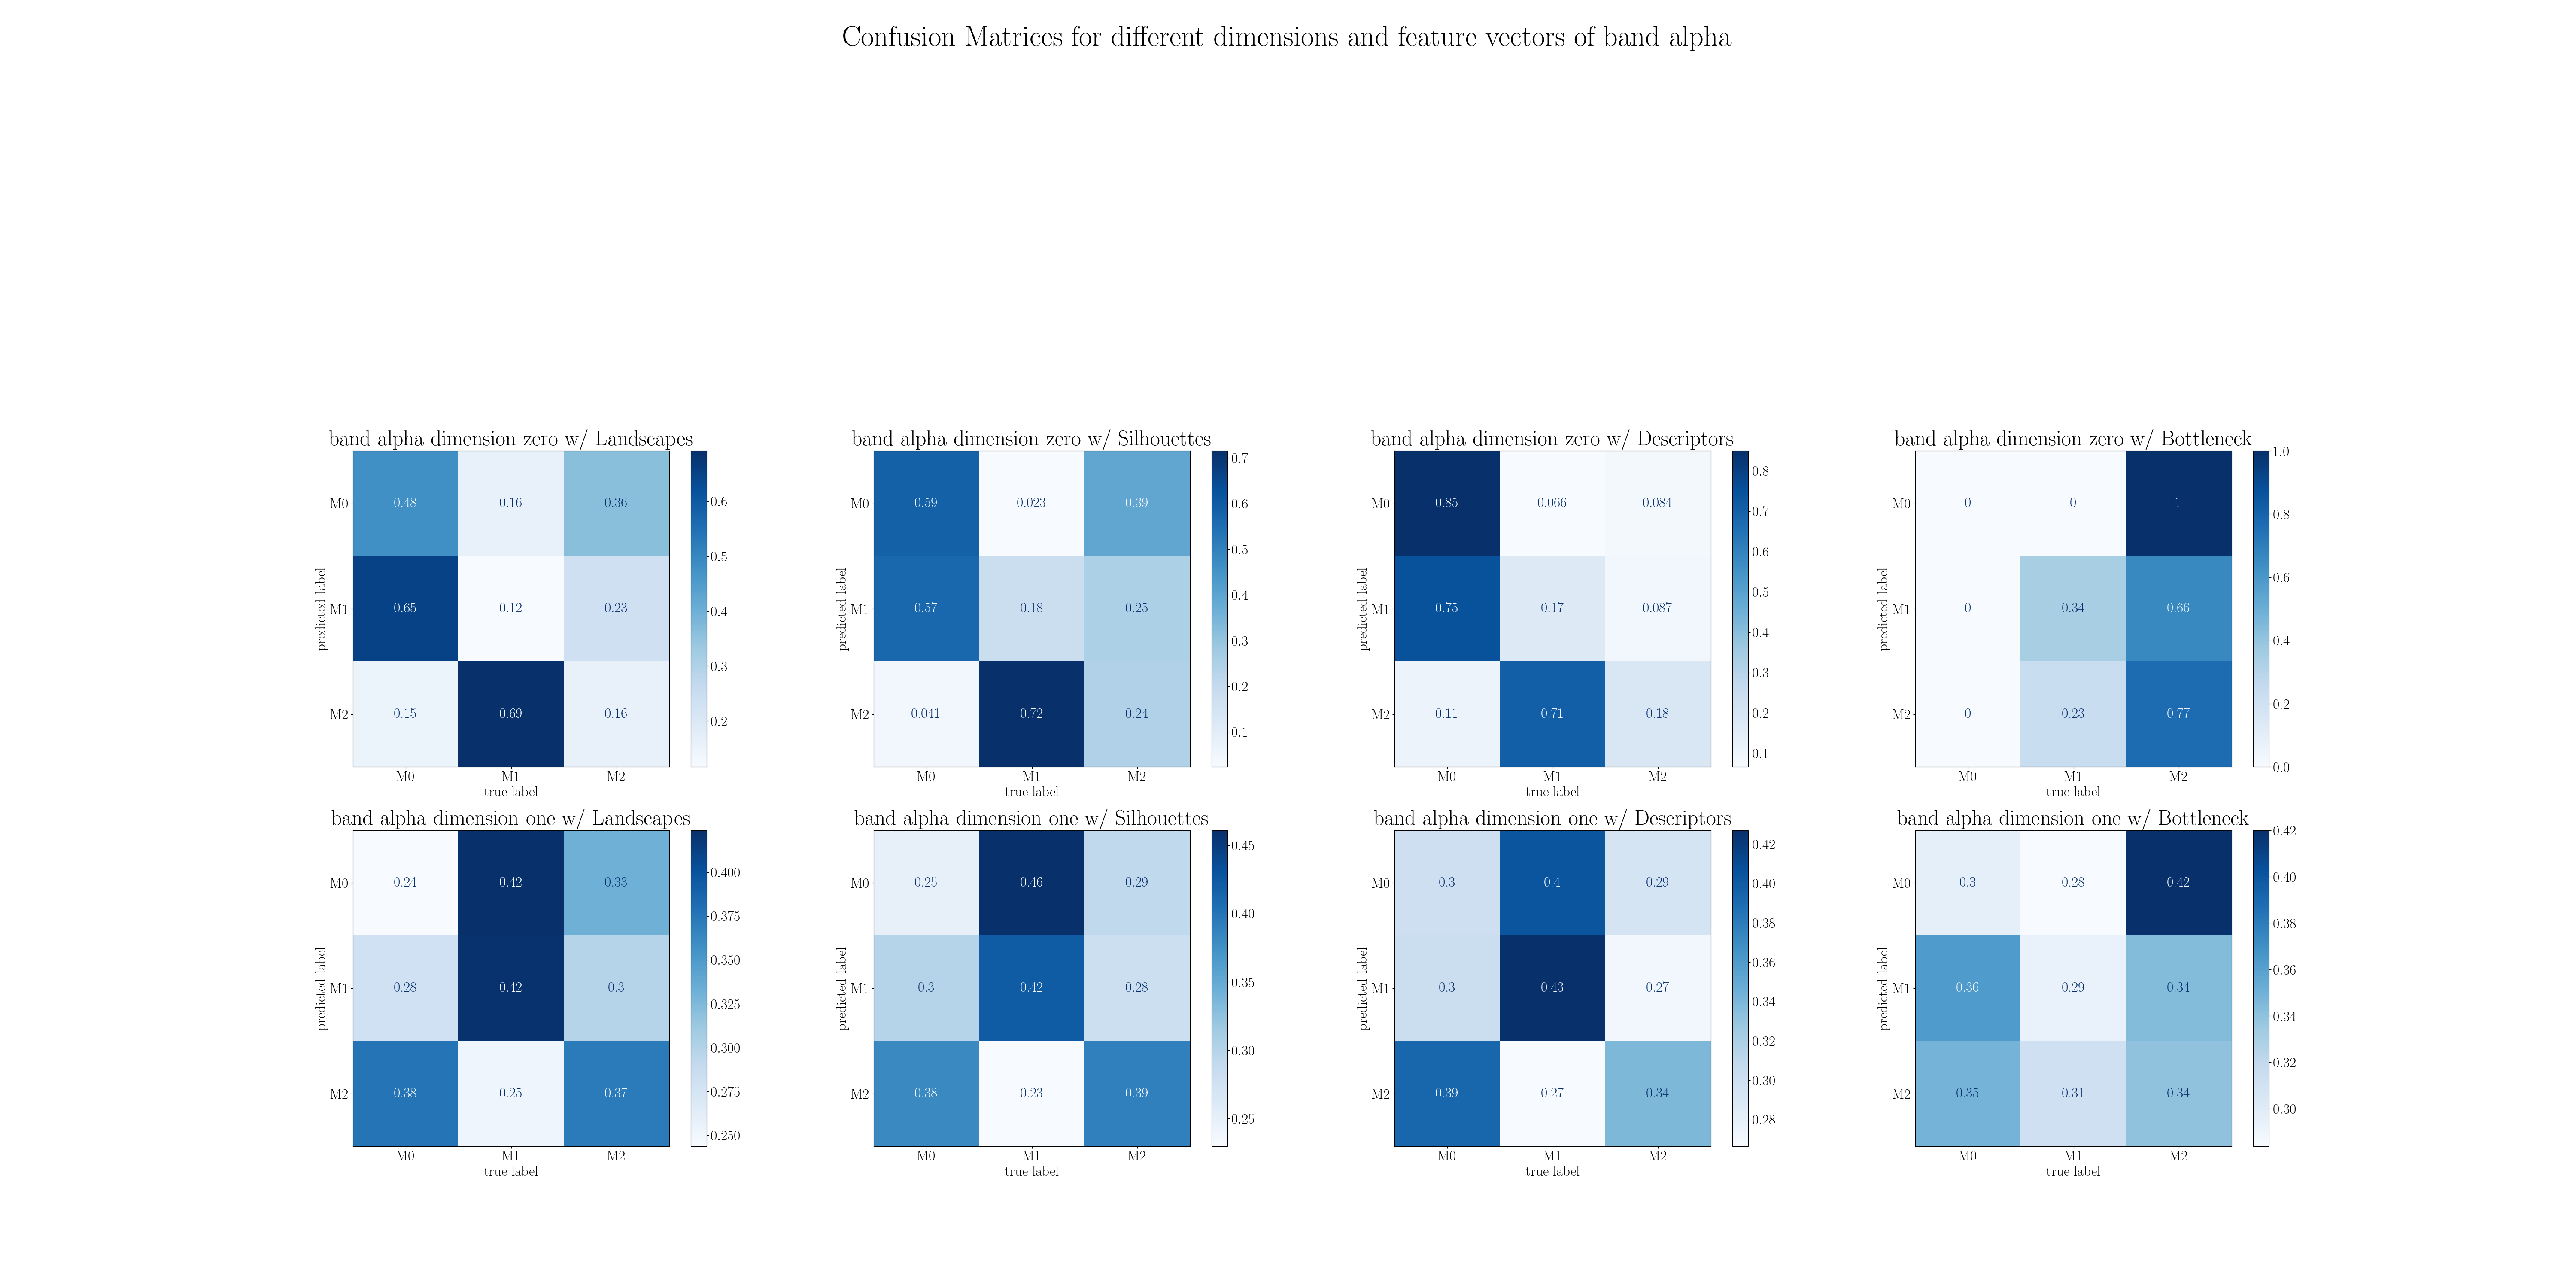 Confusion Matrices for different dimensions and feature vectors of band alpha
band alpha dimension zero w/ Landscapes
predicted label
M0 0.48 0.16 0.36
M1 0.65 0.12 0.23
M2 0.15 0.69 0.16
M0 M1 M2
true label
0.6
0.5
0.4
0.3
0.2
band alpha dimension zero w/ Silhouettes
predicted label
M0 0.59 0.023 0.39
M1 0.57 0.18 0.25
M2 0.041 0.72 0.24
M0 M1 M2
true label
0.7
0.6
0.5
0.4
0.3
0.2
0.1
band alpha dimension zero w/ Descriptors
predicted label
M0 0.85 0.066 0.084
M1 0.75 0.17 0.087
M2 0.11 0.71 0.18
M0 M1 M2
true label
0.8
0.7
0.6
0.5
0.4
0.3
0.2
0.1
band alpha dimension zero w/ Bottleneck
predicted label
M0 0 0 1
M1 0 0.34 0.66
M2 0 0.23 0.77
M0 M1 M2
true label
1.0
0.8
0.6
0.4
0.2
0.0
band alpha dimension one w/ Landscapes
predicted label
M0 0.24 0.42 0.33
M1 0.28 0.42 0.3
M2 0.38 0.25 0.37
M0 M1 M2
true label
0.400
0.375
0.350
0.325
0.300
0.275
0.250
band alpha dimension one w/ Silhouettes
predicted label
M0 0.25 0.46 0.29
M1 0.3 0.42 0.28
M2 0.38 0.23 0.39
M0 M1 M2
true label
0.45
0.40
0.35
0.30
0.25
band alpha dimension one w/ Descriptors
predicted label
M0 0.3 0.4 0.29
M1 0.3 0.43 0.27
M2 0.39 0.27 0.34
M0 M1 M2
true label
0.42
0.40
0.38
0.36
0.34
0.32
0.30
0.28
band alpha dimension one w/ Bottleneck
predicted label
M0 0.3 0.28 0.42
M1 0.36 0.29 0.34
M2 0.35 0.31 0.34
M0 M1 M2
true label
0.42
0.40
0.38
0.36
0.34
0.32
0.30